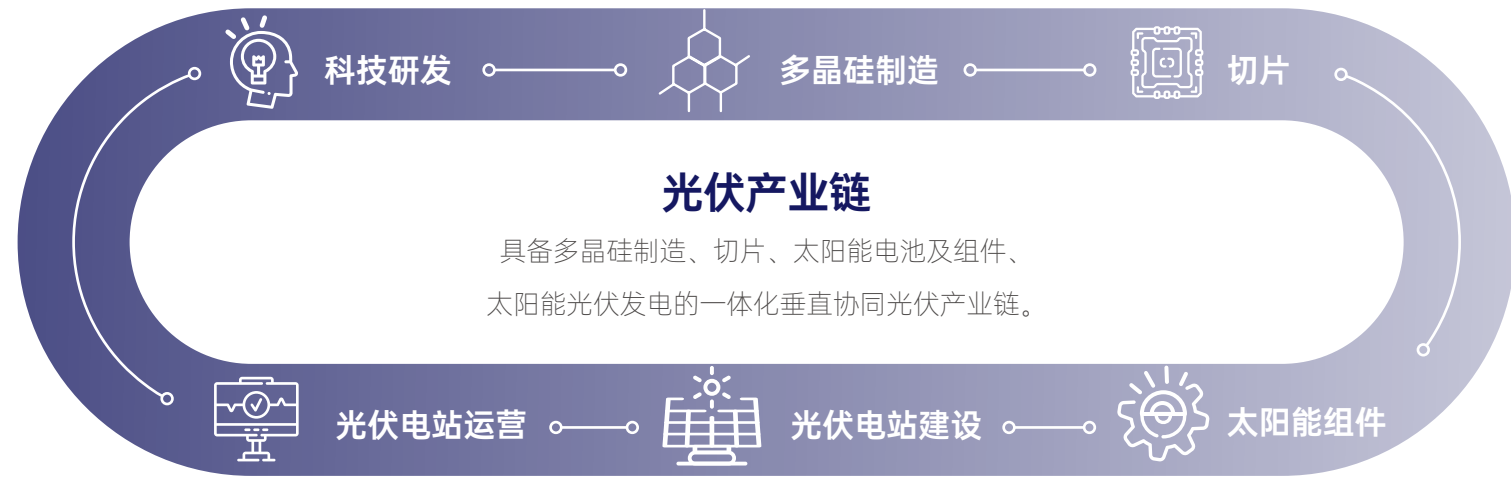 科技研发
多晶硅制造
切片
光伏产业链
具备多晶硅制造、切片、太阳能电池及组件、
太阳能光伏发电的一体化垂直协同光伏产业链。
光伏电站运营
光伏电站建设
太阳能组件